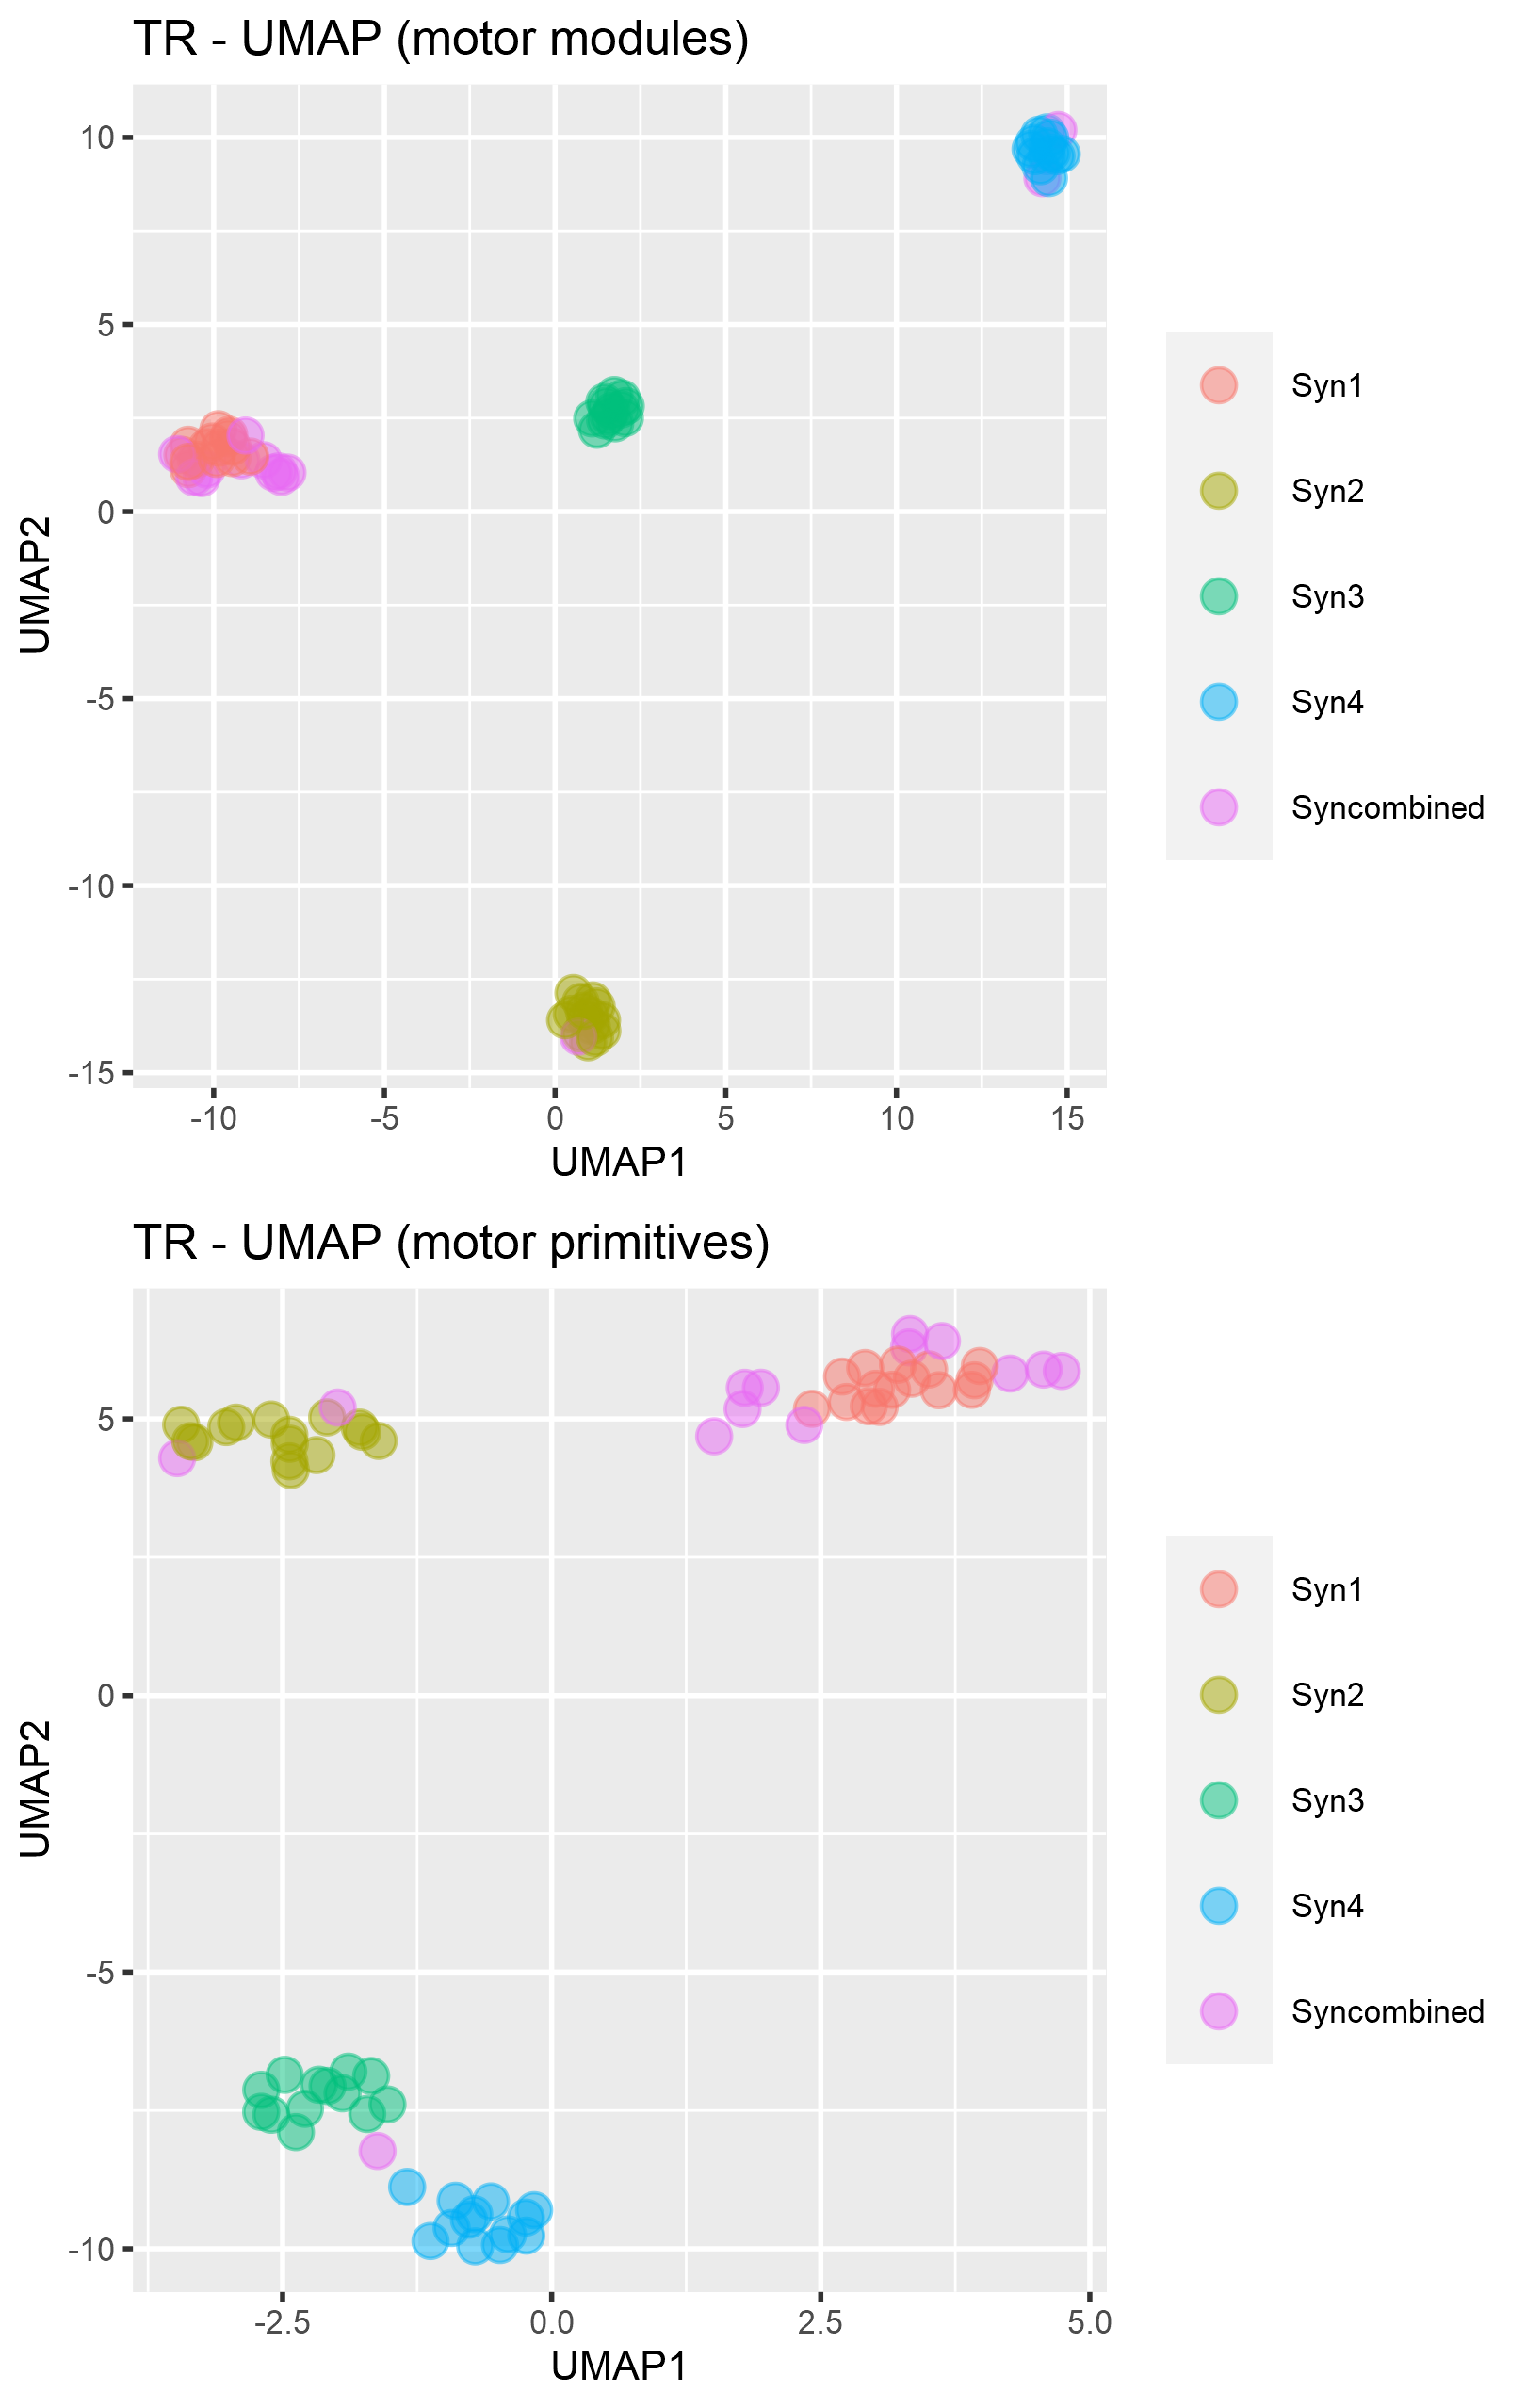 TR - UMAP (motor modules)
10
5
0
-5
-10
-15
UMAP2
-10 -5 0 5 10 15
UMAP1
Syn1
Syn2
Syn3
Syn4
Syncombined
TR - UMAP (motor primitives)
5
0
-5
-10
UMAP2
-2.5 0.0 2.5 5.0
UMAP1
Syn1
Syn2
Syn3
Syn4
Syncombined